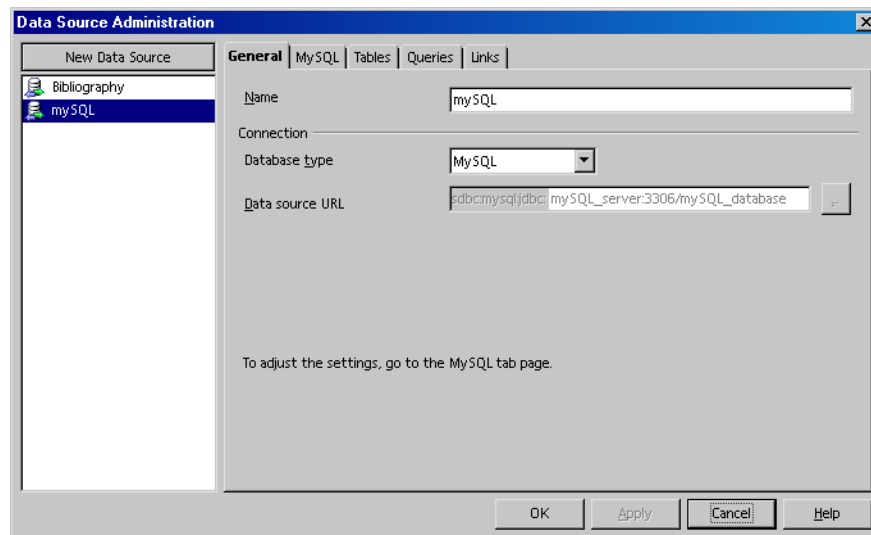 Data Source Administration
New Data Source
Bibliography
mySQL
General MySQL Tables Queries Links
Name mySQL
Connection
Database type MySQL
Data source URL sdbc:mysql:jdbc: mySQL_server:3306/mySQL_database ..
To adjust the settings, go to the MySQL tab page.
OK Apply Cancel Help